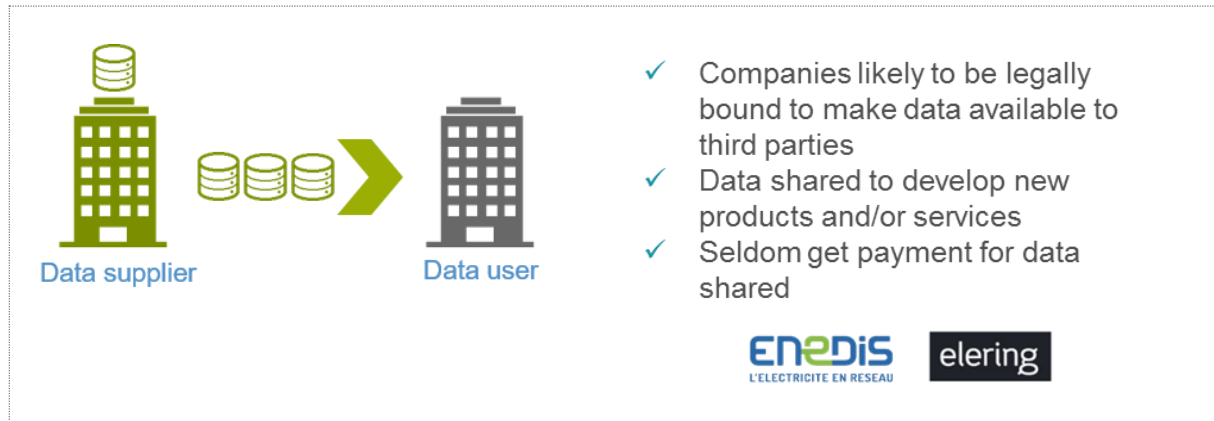 Data supplier
Data user
✓ Companies likely to be legally
bound to make data available to
third parties
✓ Data shared to develop new
products and/or services
✓ Seldom get payment for data
shared
ENEDIS
L'ELECTRICITE EN RESEAU
elering